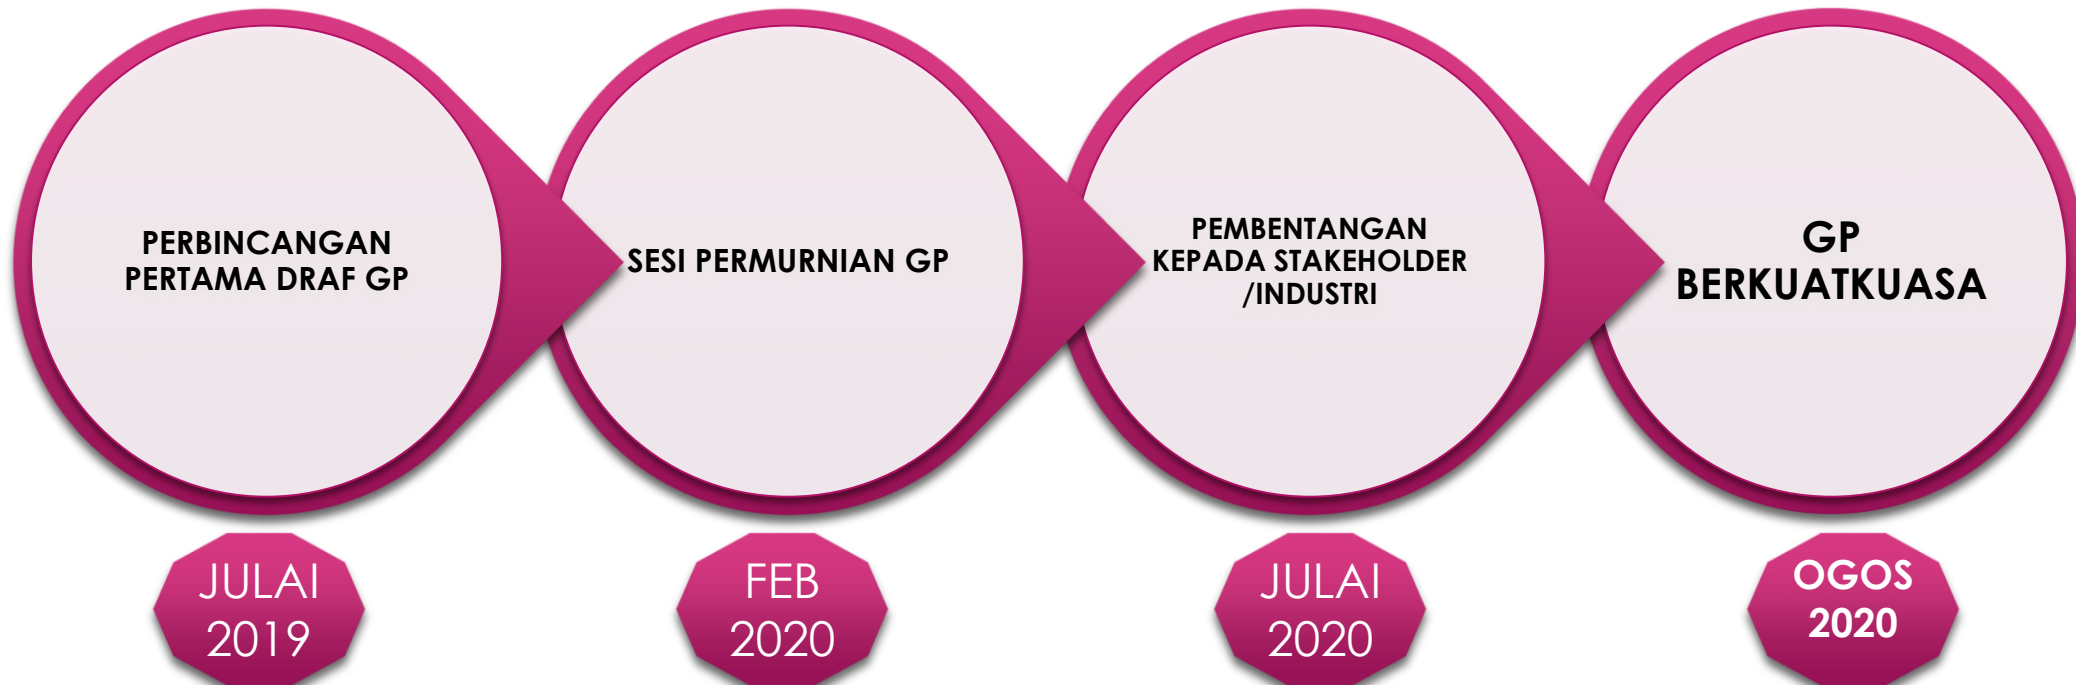 PERBINCANGAN
PERTAMA DRAF GP
SESI PERMURNIAN GP
PEMBENTANGAN
KEPADA STAKEHOLDER
/INDUSTRI
GP
BERKUATKUASA
JULAI
2019
FEB
2020
JULAI
2020
OGOS
2020